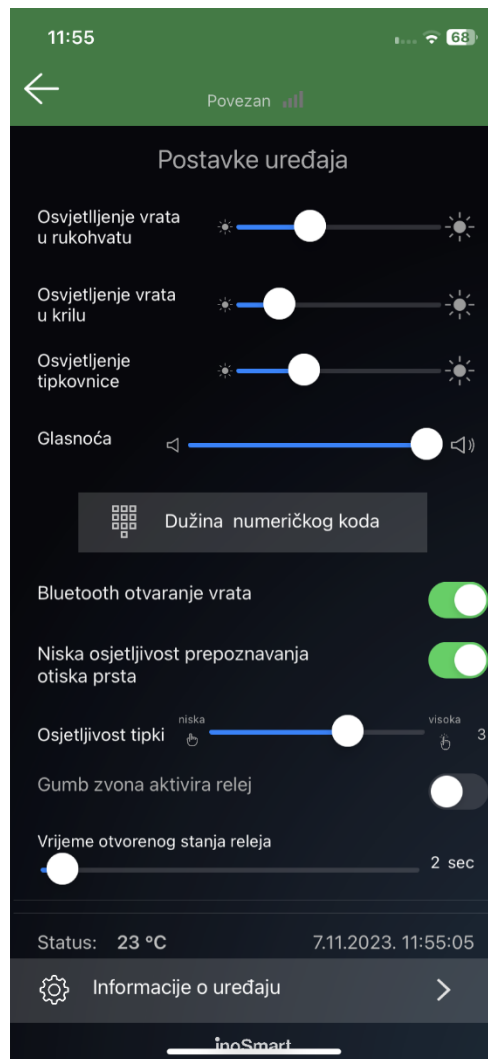 11:55
68
Povezan
Postavke uređaja
Osvjetlljenje vrata
u rukohvatu
Osvjetljenje vrata
u krilu
Osvjetljenje
tipkovnice
Glasnoća
Dužina numeričkog koda
Bluetooth otvaranje vrata
Niska osjetljivost prepoznavanja
otiska prsta
Osjetljivost tipki
niska
visoka
3
Gumb zvona aktivira relej
Vrijeme otvorenog stanja releja
2 sec
Status: 23 °C 7.11.2023. 11:55:05
Informacije o uređaju
inoSmart